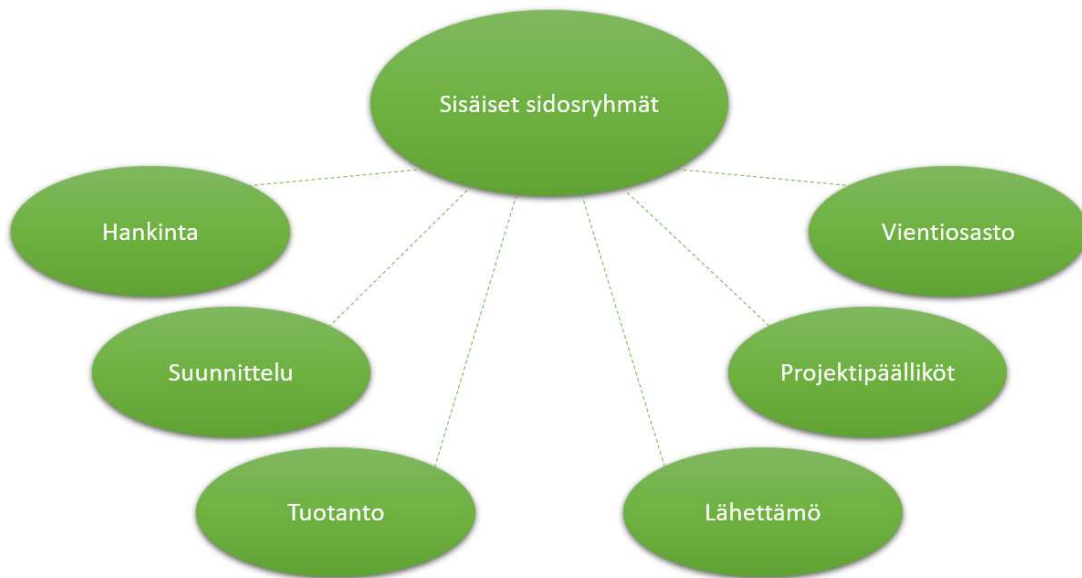 Sisäiset sidosryhmät
Hankinta
Vientiosasto
Suunnittelu
Projektipäälliköt
Tuotanto
Lähettämö